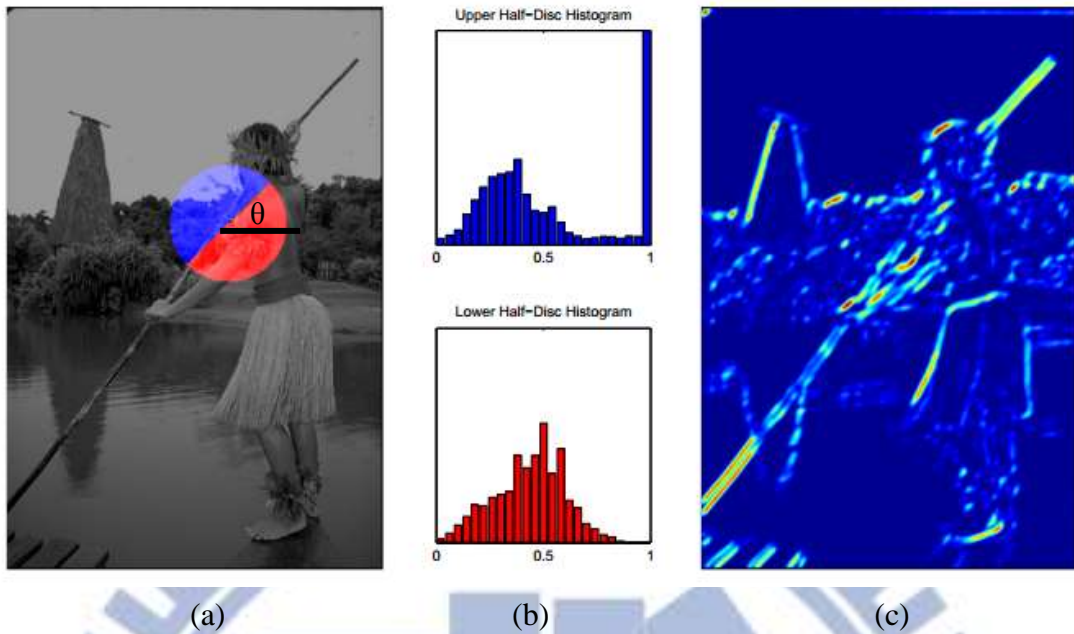 Upper Half-Disc Histogram
θ
0
0.5
1
Lower Half-Disc Histogram
0
0.5
1
(a)
(b)
(c)